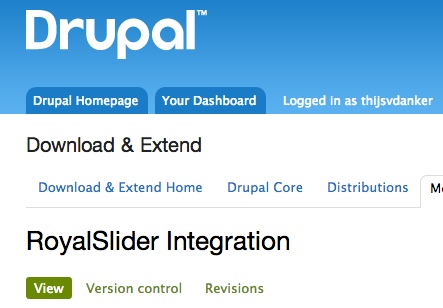 Drupal™
Drupal Homepage Your Dashboard Logged in as thijsvdanker
Download & Extend
Download & Extend Home Drupal Core Distributions
RoyalSlider Integration
View Version control Revisions